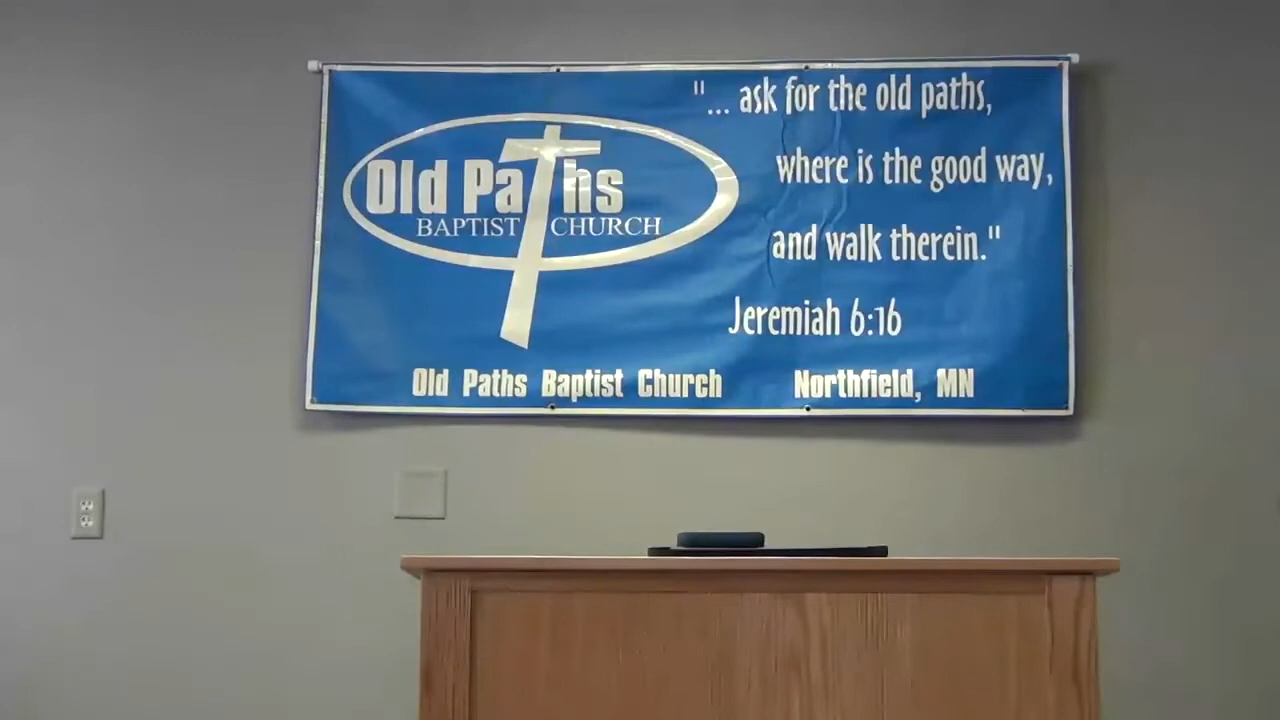 Old Paths
BAPTIST CHURCH
"... ask for the old paths,
where is the good way,
and walk therein."
Jeremiah 6:16
Old Paths Baptist Church Northfield, MN